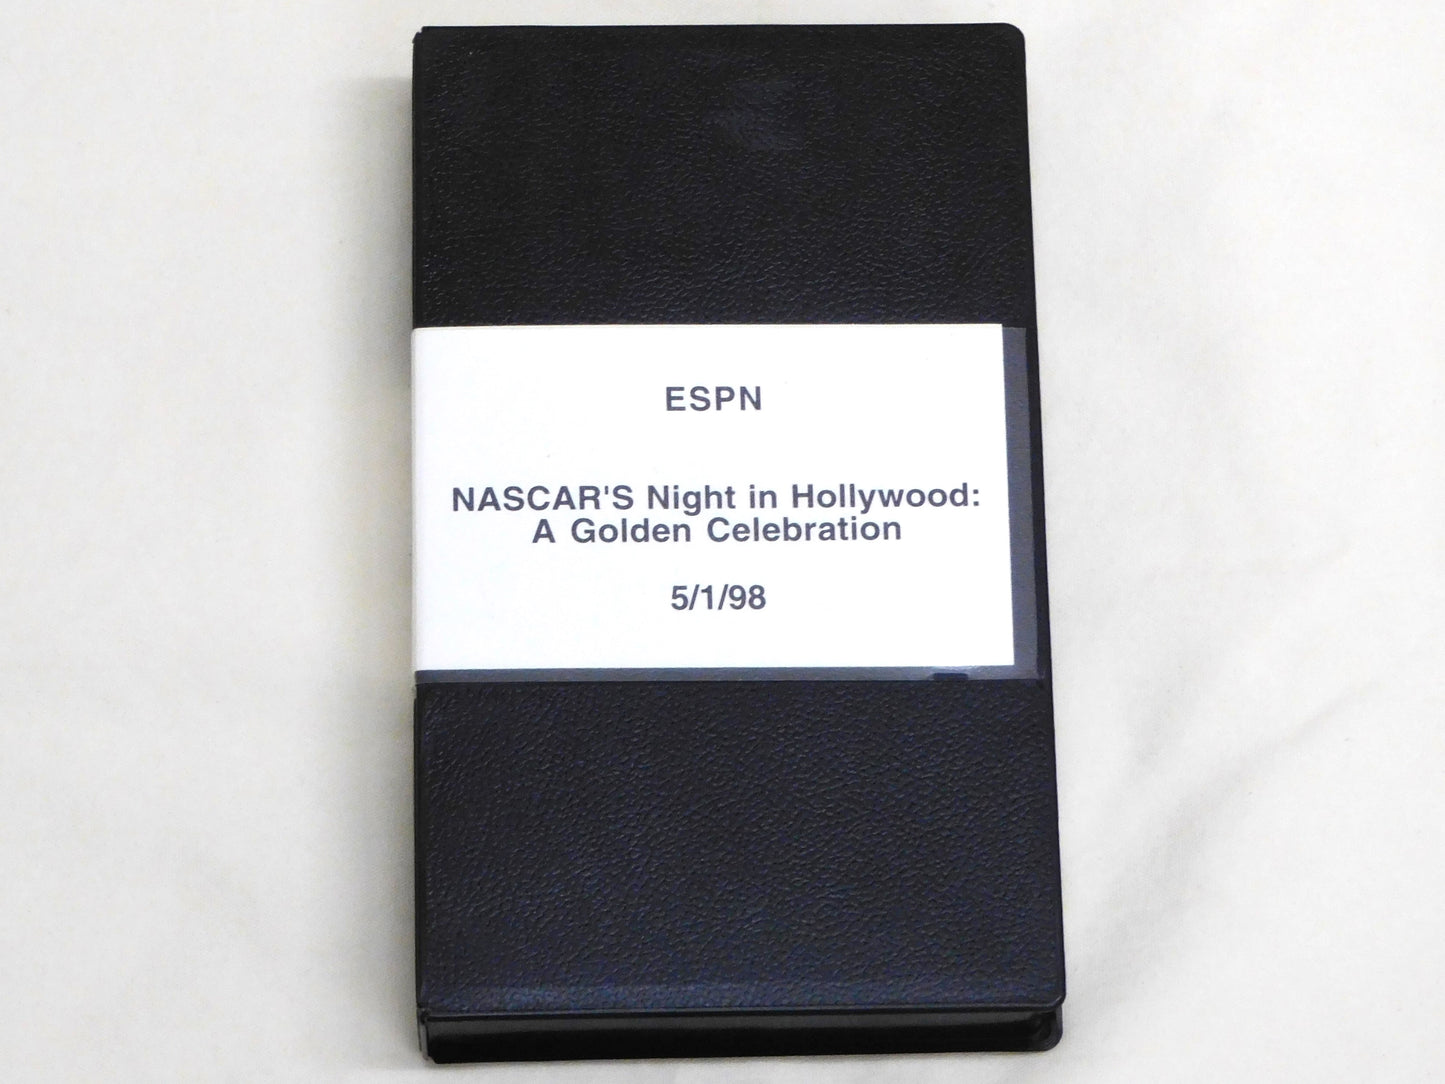 ESPN
NASCAR'S Night in Hollywood:
A Golden Celebration
5/1/98